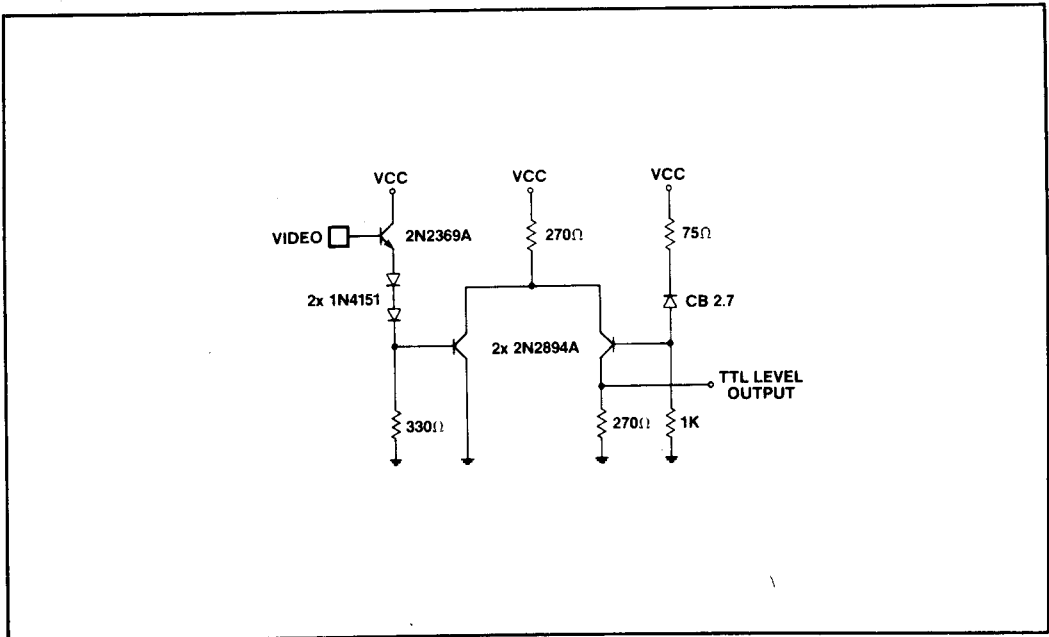 VCC
VCC
VCC
VIDEO
2N2369A
270Ω
75Ω
2x 1N4151
CB 2.7
2x 2N2894A
TTL LEVEL
OUTPUT
330Ω
270Ω
1K